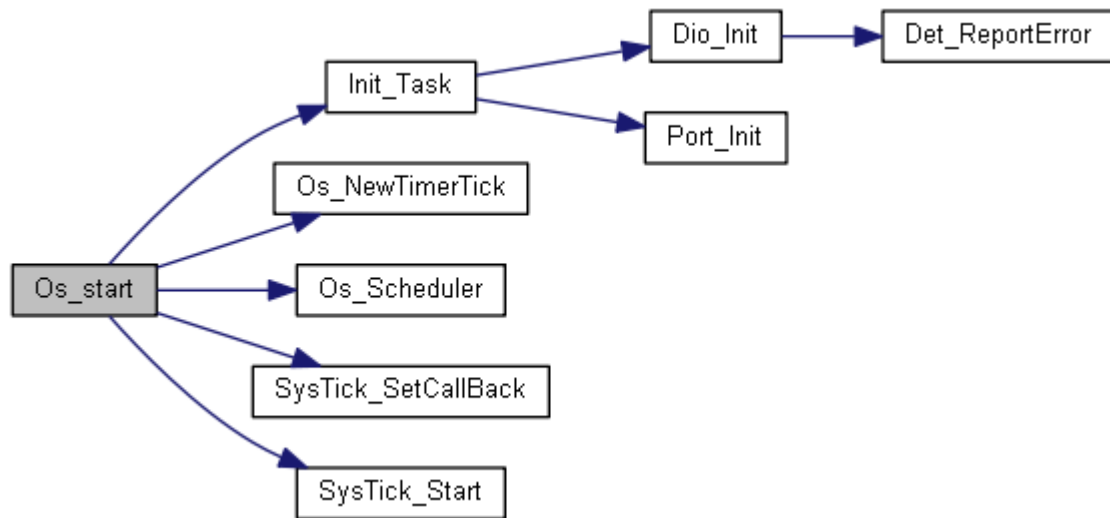 Os_start
Init_Task
Os_NewTimerTick
Os_Scheduler
SysTick_SetCallBack
SysTick_Start
Dio_Init
Port_Init
Det_ReportError